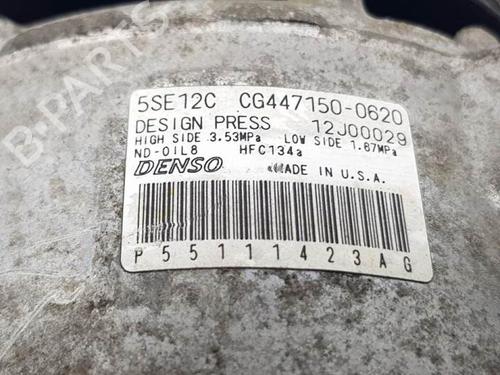 5SE12C CG447150-0620
DESIGN PRESS 12J00029
HIGH SIDE 3.53MPa LOW SIDE 1.87MPa
ND-OIL8 HFC134a
DENSO MADE IN U.S.A.
P55111423AG
B-PARTS